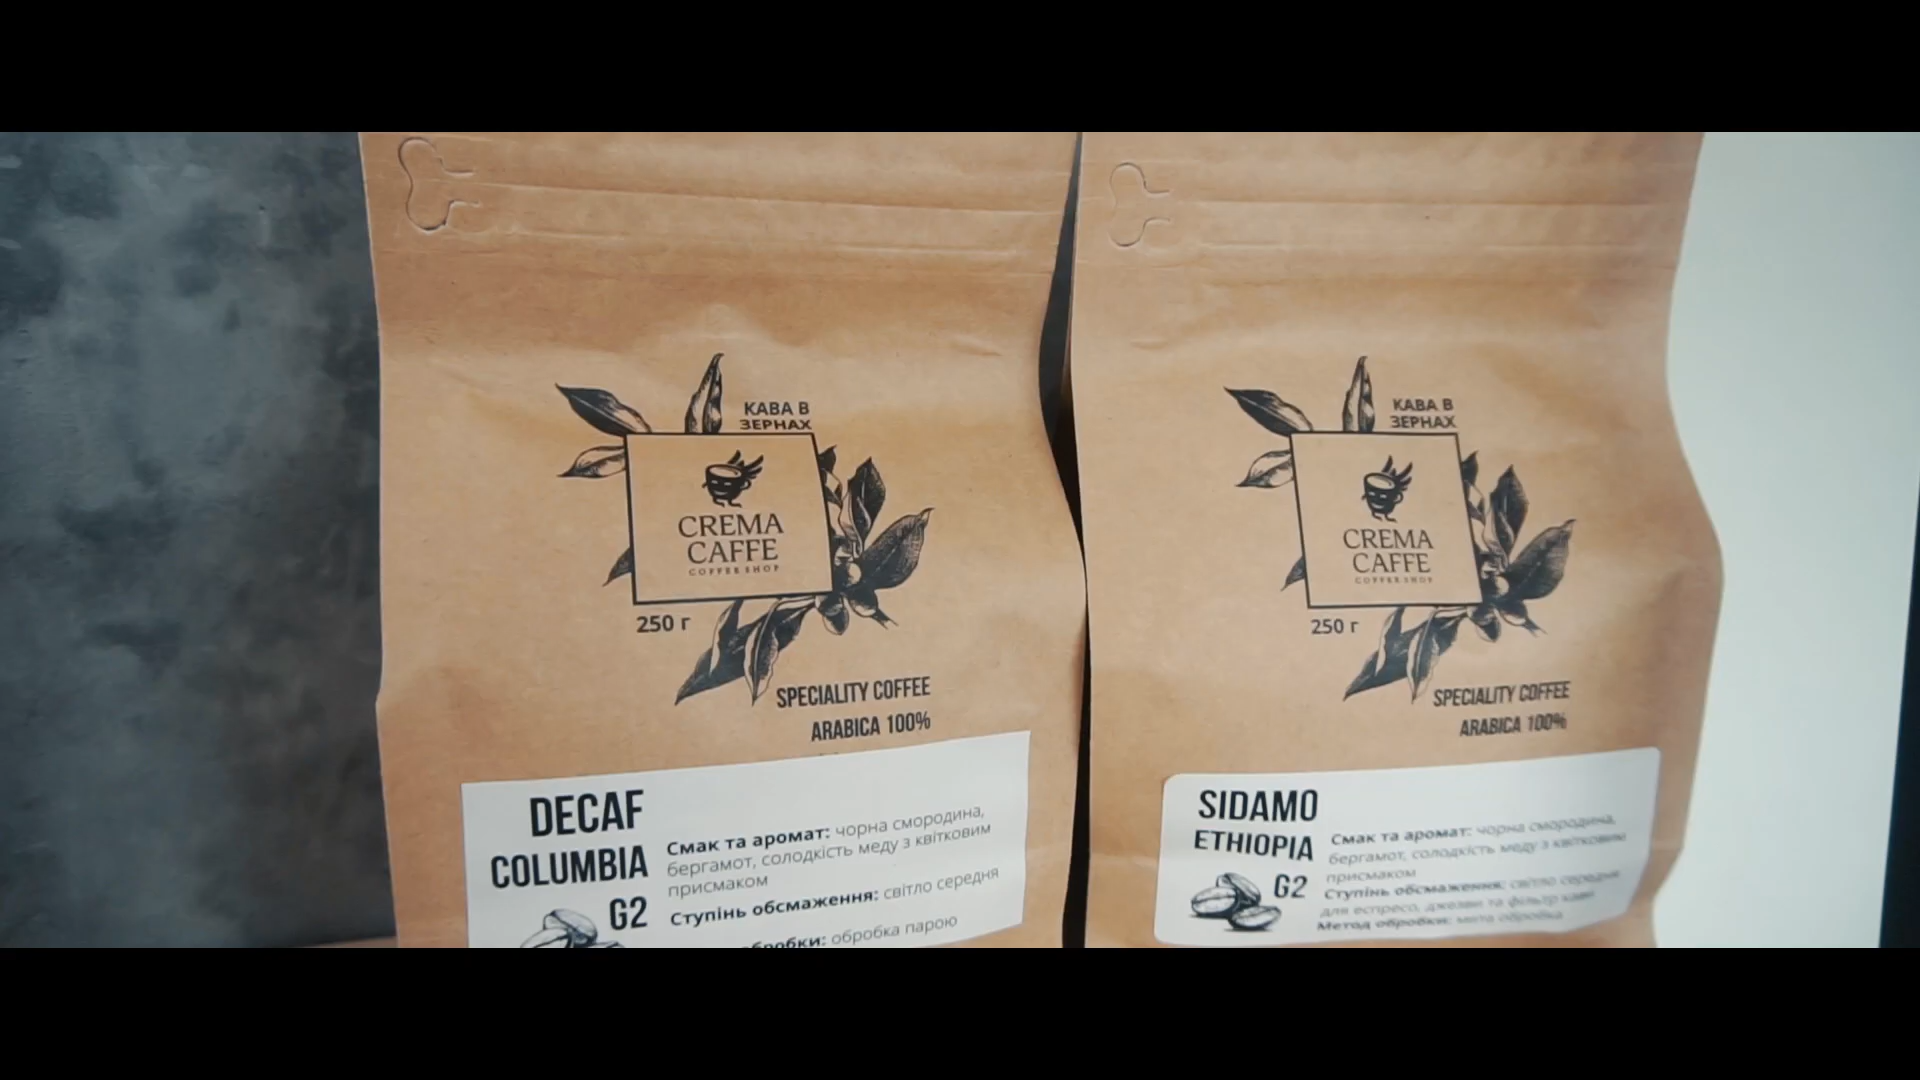 КАВА В
ЗЕРНАХ
CREMA
CAFFE
COFFEE SHOP
250 г
SPECIALITY COFFEE
ARABICA 100%
DECAF
COLUMBIA
G2
Смак та аромат: чорна смородина,
бергамот, солодкість меду з квітковим
присмаком
Ступінь обсмаження: світло середня
обробки: обробка парою
КАВА В
ЗЕРНАХ
CREMA
CAFFE
COFFEE SHOP
250 г
SPECIALITY COFFEE
ARABICA 100%
SIDAMO
ETHIOPIA
G2
Смак та аромат: чорна смородина,
бергамот, солодкість меду з квітковим
присмаком
Ступінь обсмаження: світло середня
для еспресо, джезви та фільтр кави
Метод обробки: мита обробка